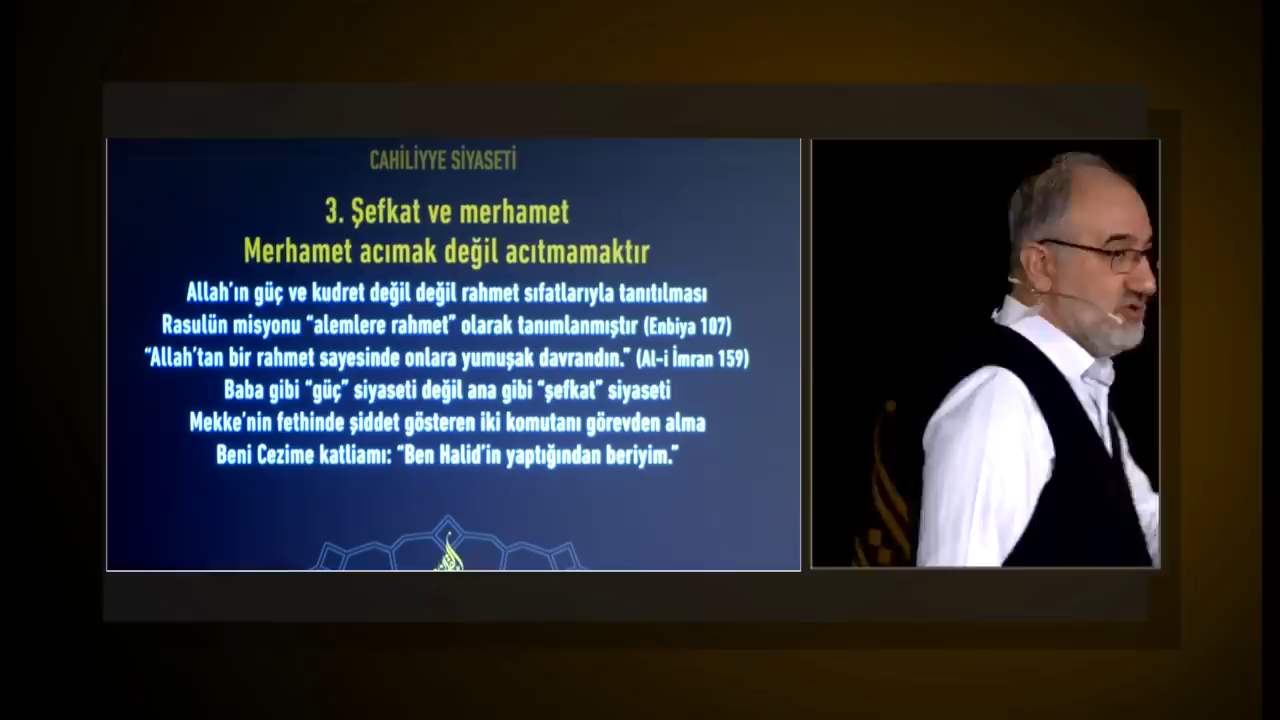 CAHİLİYYE SİYASETİ
3. Şefkat ve merhamet
Merhamet acımak değil acıtmamaktır
Allah’ın güç ve kudret değil değil rahmet sıfatlarıyla tanıtılması
Rasulün misyonu “alemlere rahmet” olarak tanımlanmıştır (Enbiya 107)
“Allah’tan bir rahmet sayesinde onlara yumuşak davrandın.” (Al-i İmran 159)
Baba gibi “güç” siyaseti değil ana gibi “şefkat” siyaseti
Mekke’nin fethinde şiddet gösteren iki komutanı görevden alma
Beni Cezime katliamı: “Ben Halid’in yaptığından beriyim.”